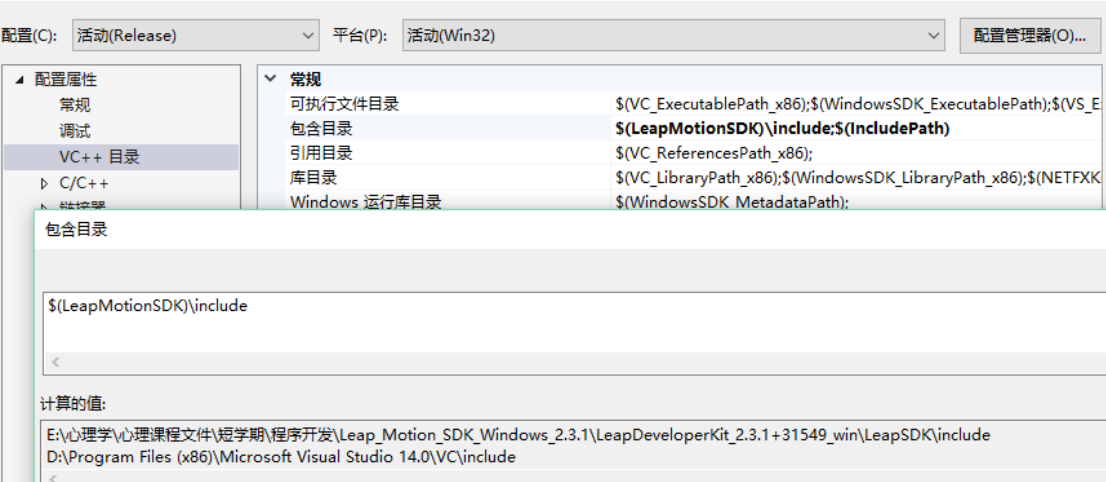 配置(C): 活动(Release) 平台(P): 活动(Win32) 配置管理器(O)...
配置属性
常规
调试
VC++ 目录
C/C++
链接器
常规
可执行文件目录 $(VC_ExecutablePath_x86);$(WindowsSDK_ExecutablePath);$(VS_E
包含目录 $(LeapMotionSDK)\include;$(IncludePath)
引用目录 $(VC_ReferencesPath_x86);
库目录 $(VC_LibraryPath_x86);$(WindowsSDK_LibraryPath_x86);$(NETFXK
Windows 运行库目录 $(WindowsSDK_MetadataPath);
包含目录
$(LeapMotionSDK)\include
计算的值:
E:\心理学\心理课程文件\短学期\程序开发\Leap_Motion_SDK_Windows_2.3.1\LeapDeveloperKit_2.3.1+31549_win\LeapSDK\include
D:\Program Files (x86)\Microsoft Visual Studio 14.0\VC\include